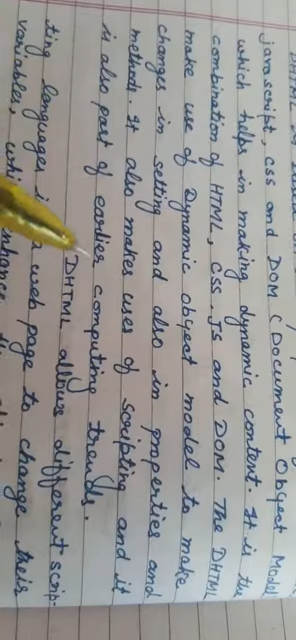 DHTML is
javascript, css and DOM (Document Object Model
which helps in making dynamic content. It is the
combination of HTML, CSS, JS and DOM. The DHTML
make use of Dynamic object model to make
changes in setting and also in properties and
methods. It also makes uses of Scripting and it
is also part of earlier computing trends.
DHTML allows different scrip-
ting languages in a web page to change their
variables, which enhance